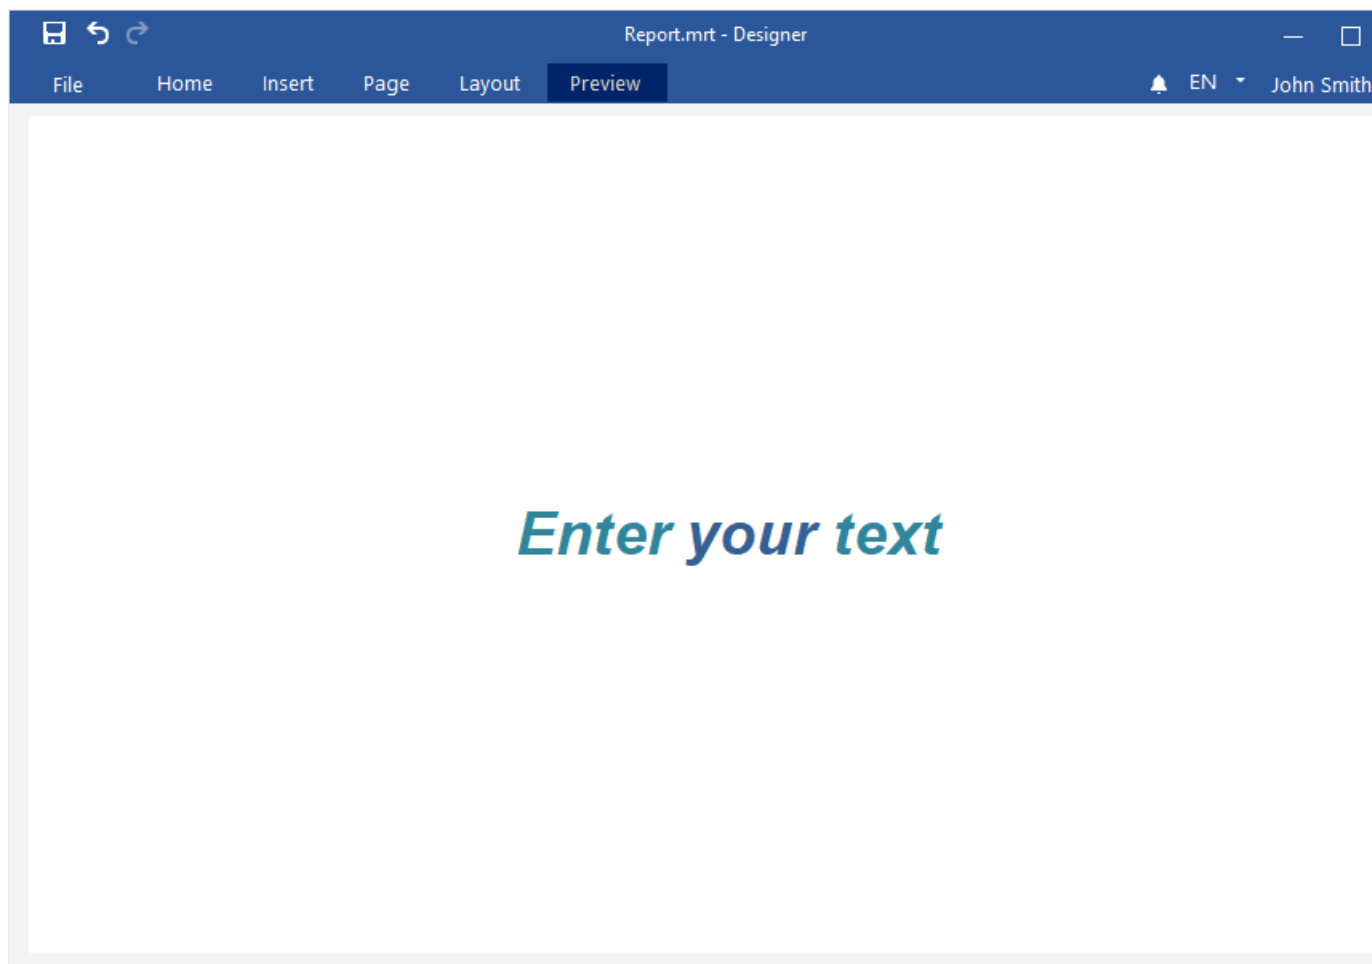 Report.mrt - Designer
File Home Insert Page Layout Preview EN John Smith
Enter your text